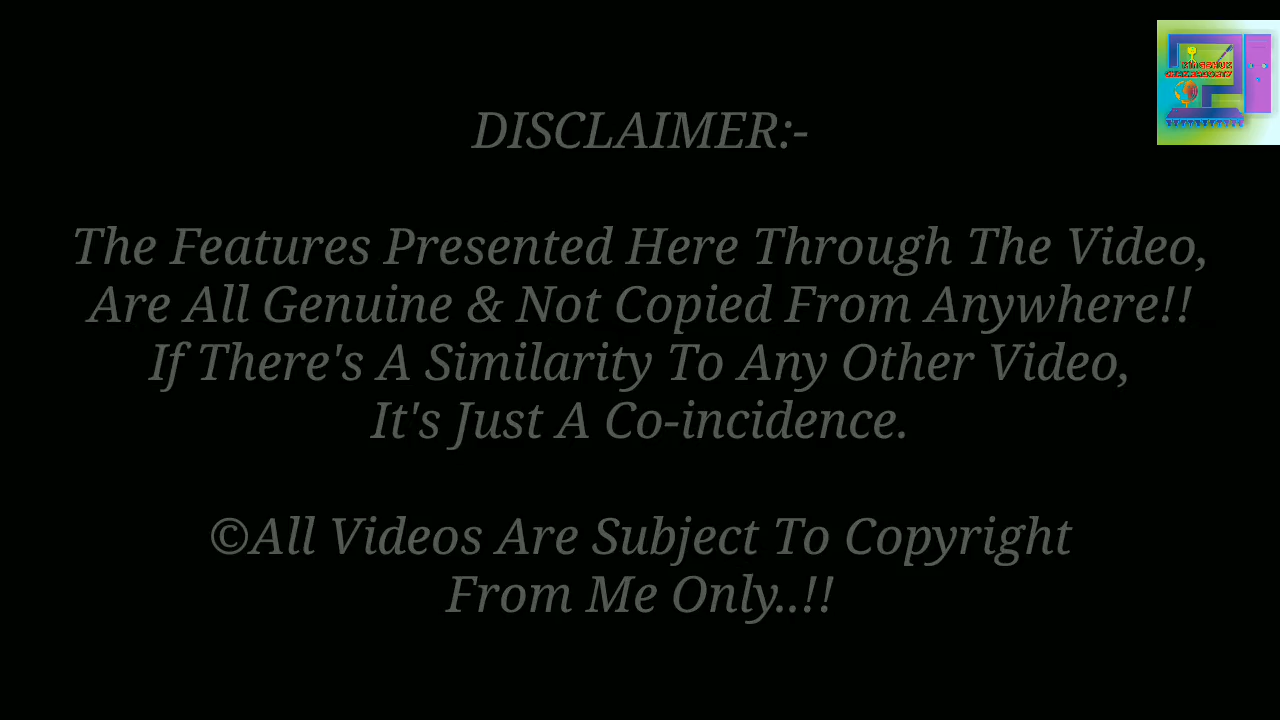 DISCLAIMER:-
The Features Presented Here Through The Video,
Are All Genuine & Not Copied From Anywhere!!
If There's A Similarity To Any Other Video,
It's Just A Co-incidence.
©All Videos Are Subject To Copyright
From Me Only..!!